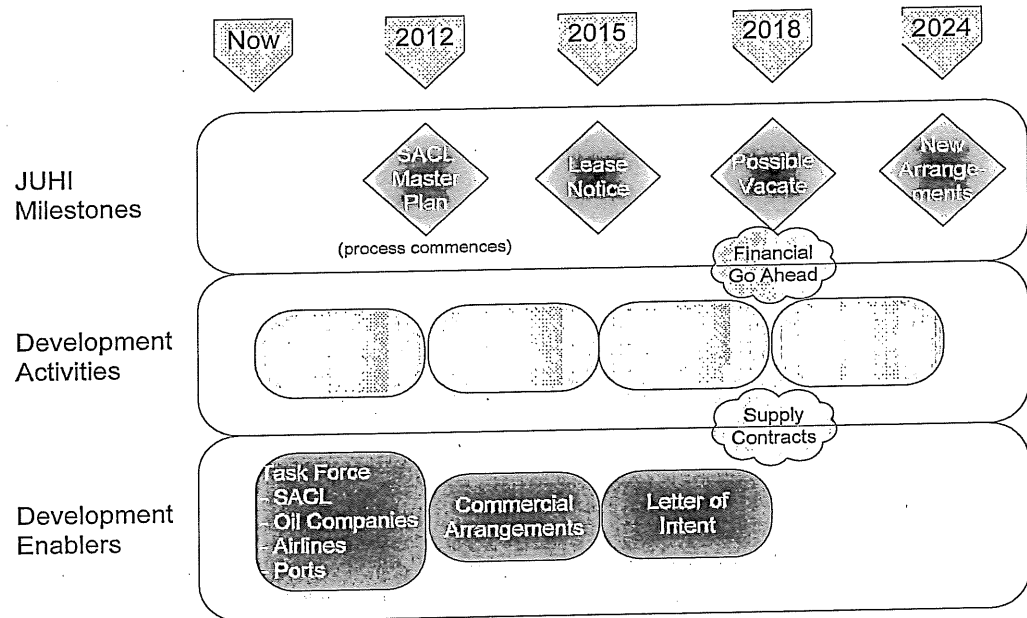 Now
2012
2015
2018
2024
JUHI
Milestones
SACL
Master
Plan
(process commences)
Lease
Notice
Possible
Vacate
New
Arrange-
ments
Financial
Go Ahead
Development
Activities
Supply
Contracts
Development
Enablers
Task Force
- SACL
- Oil Companies
- Airlines
- Ports
Commercial
Arrangements
Letter of
Intent